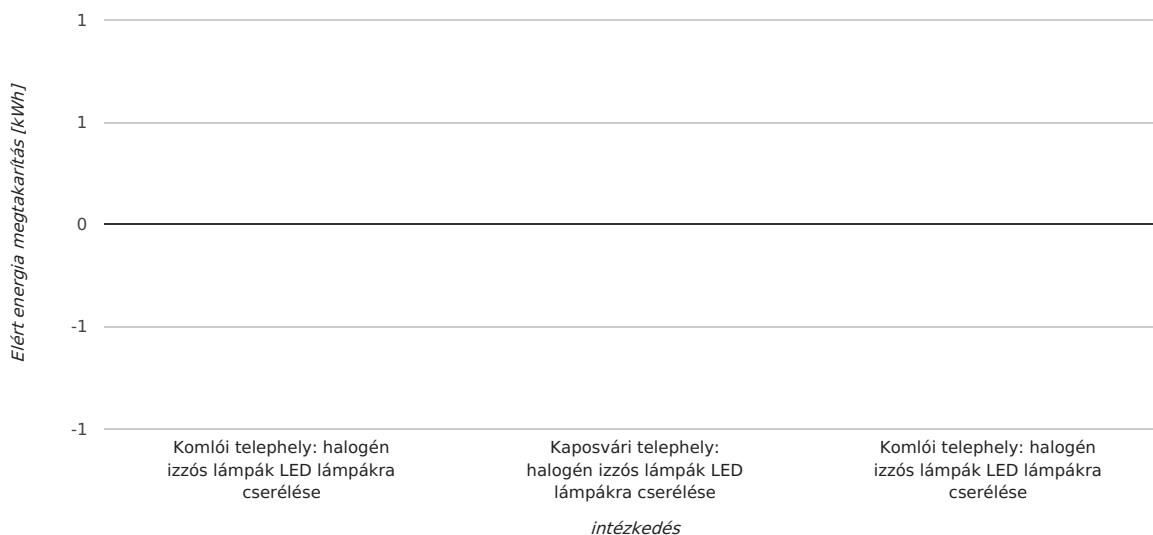 1
1
0
-1
-1
Elért energia megtakarítás [kWh]
Komlói telephely: halogén
izzós lámpák LED lámpákra
cserélése
Kaposvári telephely:
halogén izzós lámpák LED
lámpákra cserélése
Komlói telephely: halogén
izzós lámpák LED lámpákra
cserélése
intézkedés